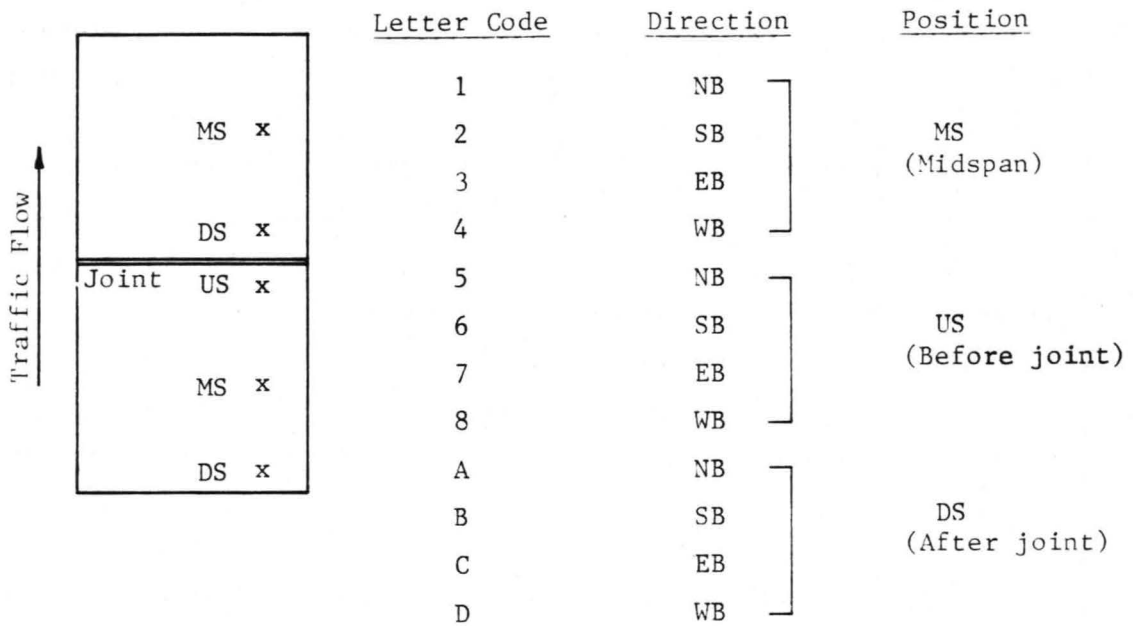 Letter Code Direction Position
1 NB
2 SB
3 EB
4 WB
MS
(Midspan)
5 NB
6 SB
7 EB
8 WB
US
(Before joint)
A NB
B SB
C EB
D WB
DS
(After joint)
Traffic Flow
MS x
DS x
Joint US x
MS x
DS x